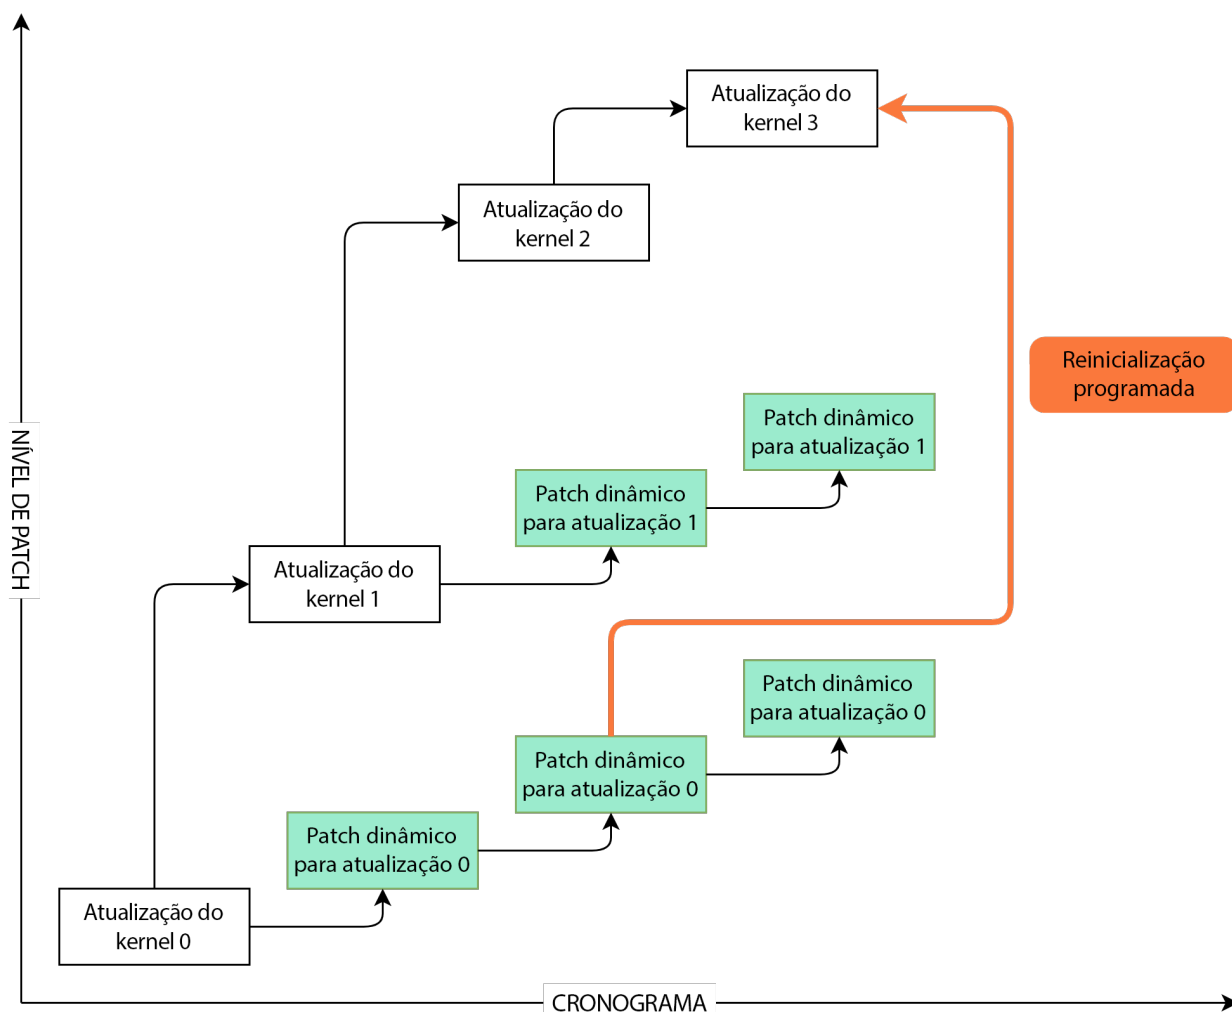 Atualização do
kernel 3
Atualização do
kernel 2
Reinicialização
programada
Patch dinâmico
para atualização 1
Patch dinâmico
para atualização 1
NÍVEL DE PATCH
Atualização do
kernel 1
Patch dinâmico
para atualização 0
Patch dinâmico
para atualização 0
Patch dinâmico
para atualização 0
Atualização do
kernel 0
CRONOGRAMA